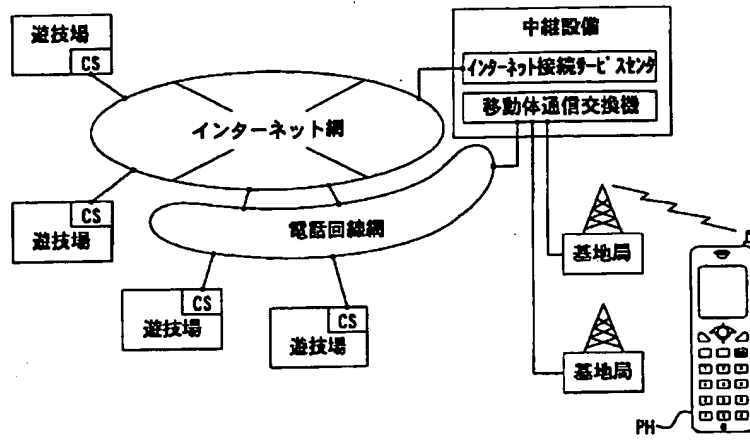 遊技場
CS
中継設備
インターネット接続サービスセンタ
移動体通信交換機
インターネット網
CS
遊技場
電話回線網
基地局
CS
遊技場
CS
遊技場
基地局
PH